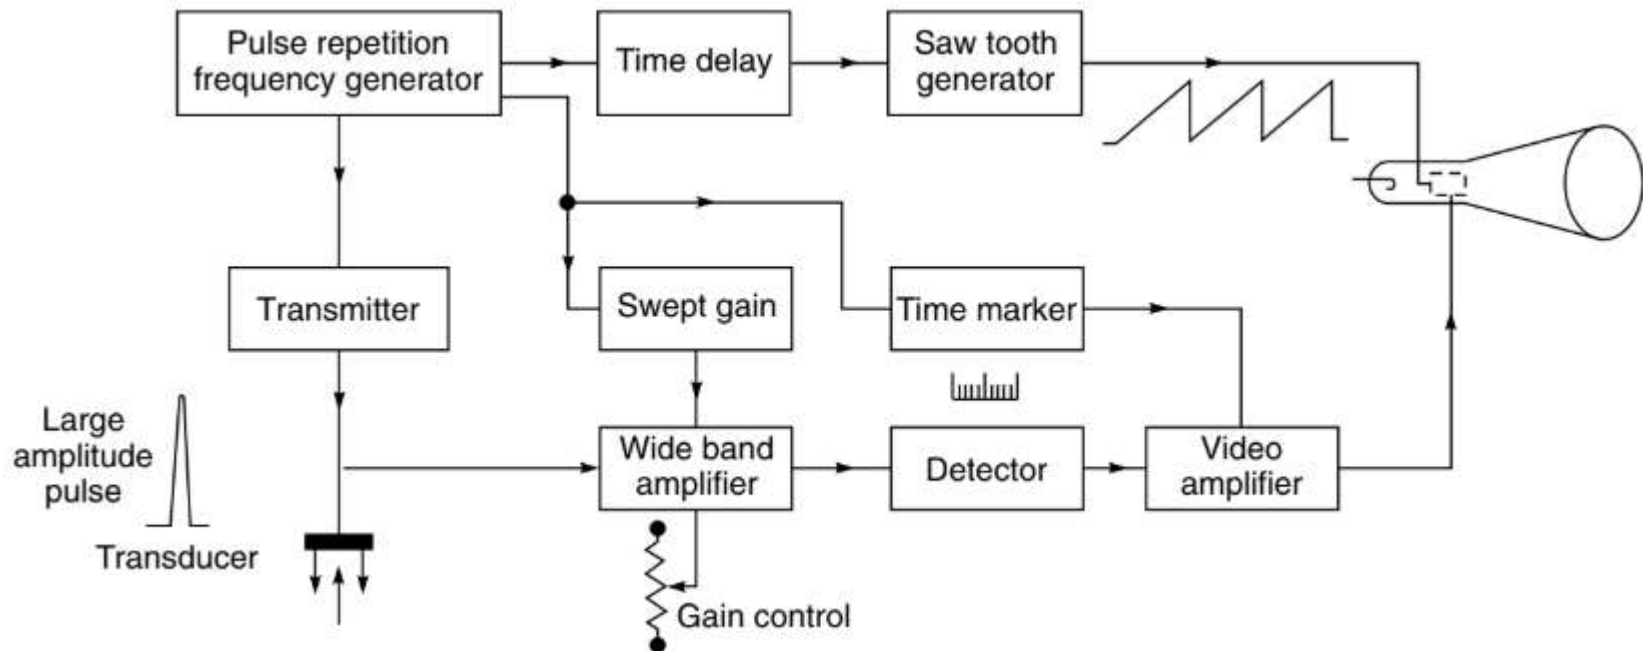 Pulse repetition
frequency generator
Time delay
Saw tooth
generator
Transmitter
Swept gain
Time marker
Large
amplitude
pulse
Wide band
amplifier
Detector
Video
amplifier
Transducer
Gain control